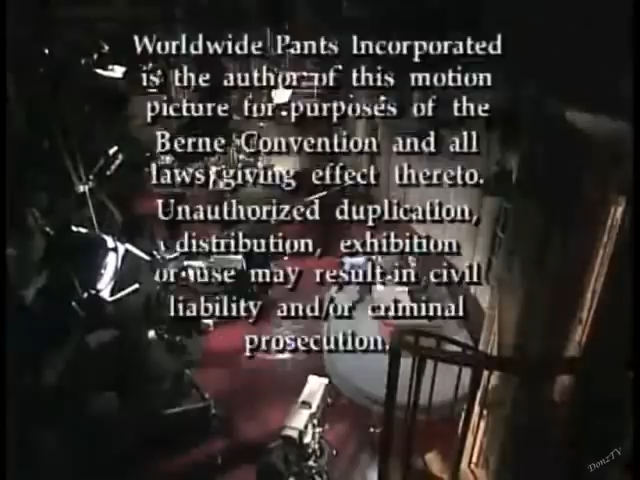 Worldwide Pants Incorporated
is the author of this motion
picture for purposes of the
Berne Convention and all
laws giving effect thereto.
Unauthorized duplication,
distribution, exhibition
or use may result in civil
liability and/or criminal
prosecution.
DonzTV